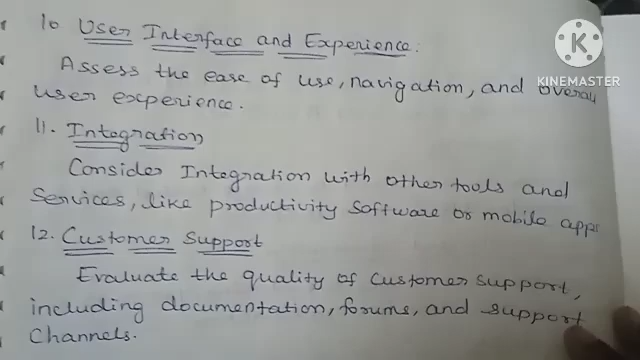 10 User Interface and Experience.
Assess the ease of use, navigation, and overall
user experience.
11. Integration
Consider Integration with other tools and
Services, like productivity software or mobile apps
12. Customer Support
Evaluate the quality of customer support,
including documentation, forums, and support
Channels.
K
KINEMASTER